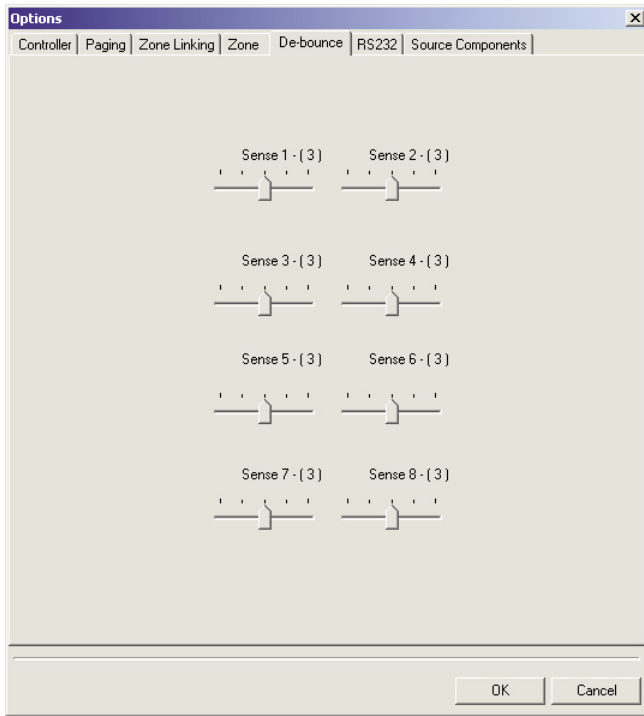 Options
Controller Paging Zone Linking Zone De-bounce RS232 Source Components
Sense 1 - ( 3 ) Sense 2 - ( 3 )
Sense 3 - ( 3 ) Sense 4 - ( 3 )
Sense 5 - ( 3 ) Sense 6 - ( 3 )
Sense 7 - ( 3 ) Sense 8 - ( 3 )
OK Cancel